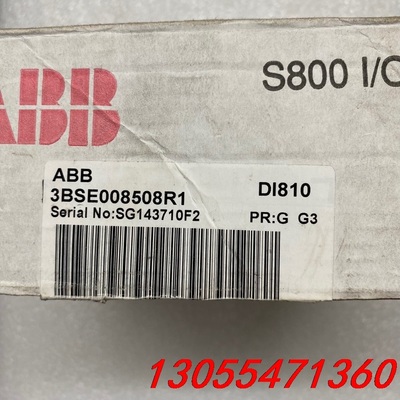 ABB
S800 I/O
ABB
3BSE008508R1
DI810
Serial No:SG143710F2
PR:G G3
13055471360